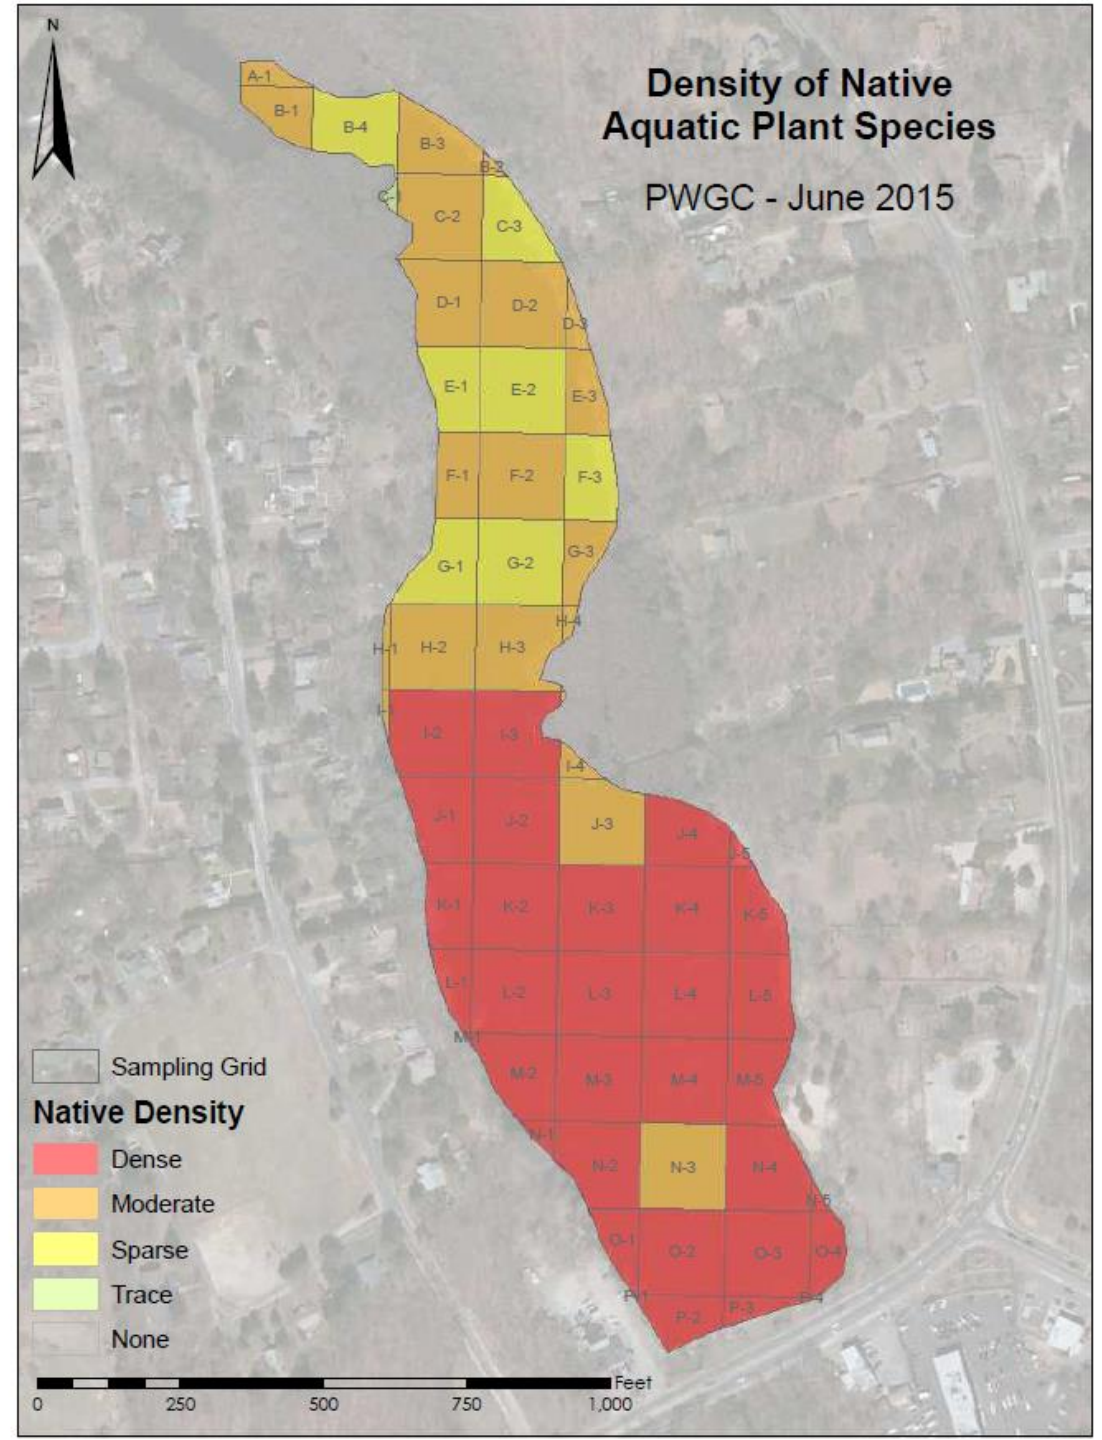 N
Density of Native
Aquatic Plant Species
PWGC - June 2015
A-1
B-1
B-4
B-3
B-2
C-1
C-2
C-3
D-1
D-2
D-3
E-1
E-2
E-3
F-1
F-2
F-3
G-1
G-2
G-3
H-4
H-1
H-2
H-3
I-1
I-2
I-3
I-4
J-1
J-2
J-3
J-4
J-5
K-1
K-2
K-3
K-4
K-5
L-1
L-2
L-3
L-4
L-5
M-1
M-2
M-3
M-4
M-5
N-1
N-2
N-3
N-4
N-5
O-1
O-2
O-3
O-4
P-1
P-2
P-3
P-4
Sampling Grid
Native Density
Dense
Moderate
Sparse
Trace
None
Feet
0 250 500 750 1,000